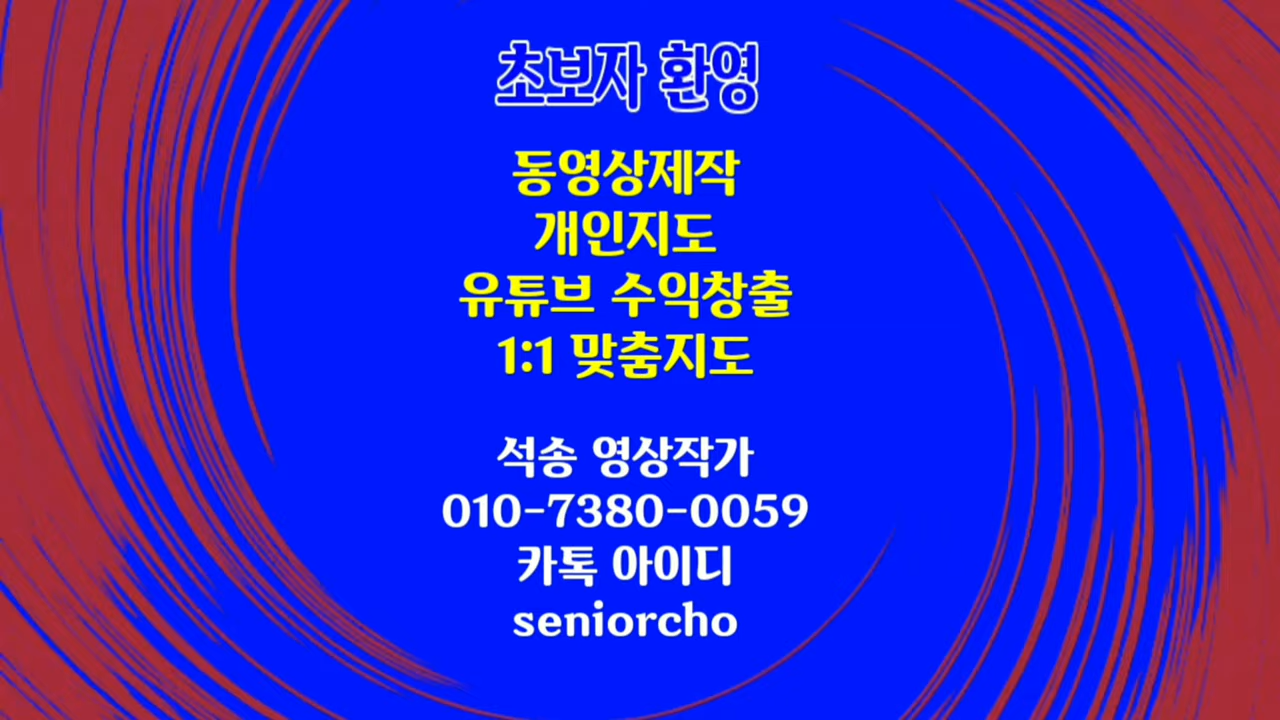 초보자 환영
동영상제작
개인지도
유튜브 수익창출
1:1 맞춤지도
석송 영상작가
010-7380-0059
카톡 아이디
seniorcho